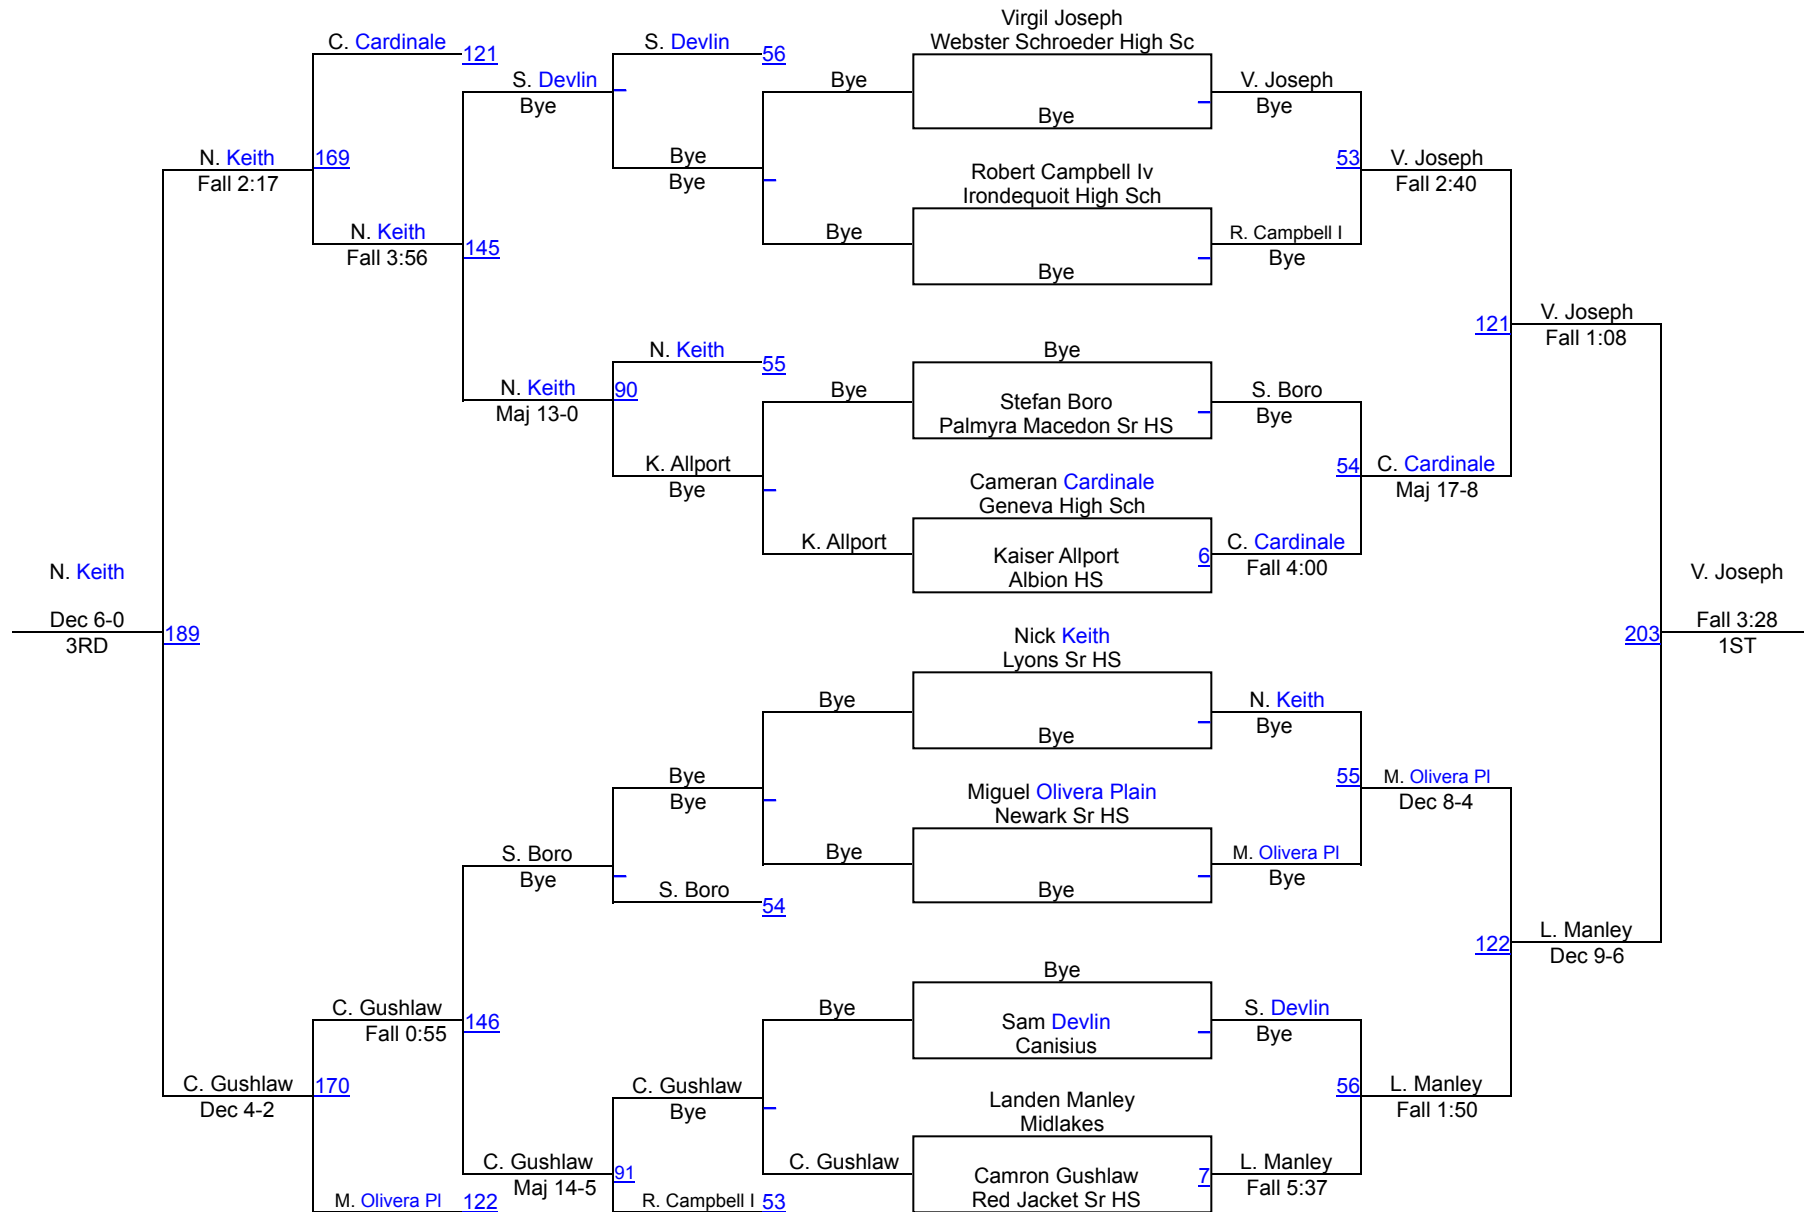 Virgil Joseph
C. Cardinale
121
S. Devlin
56
Webster Schroeder High Sc
S. Devlin
Bye
Bye
Bye
V. Joseph
Bye
N. Keith
169
Fall 2:17
Bye
Bye
Robert Campbell Iv
Irondequoit High Sch
53
V. Joseph
Fall 2:40
N. Keith
145
Fall 3:56
Bye
Bye
R. Campbell I
Bye
121
V. Joseph
Fall 1:08
N. Keith
55
Bye
N. Keith
90
Maj 13-0
Bye
Stefan Boro
Palmyra Macedon Sr HS
S. Boro
Bye
K. Allport
Bye
Cameran Cardinale
Geneva High Sch
54
C. Cardinale
Maj 17-8
K. Allport
Kaiser Allport
6
Albion HS
C. Cardinale
Fall 4:00
N. Keith
V. Joseph
Dec 6-0
189
3RD
Nick Keith
Lyons Sr HS
203
Fall 3:28
1ST
Bye
Bye
N. Keith
Bye
Bye
Bye
Miguel Olivera Plain
Newark Sr HS
55
M. Olivera Pl
Dec 8-4
S. Boro
Bye
Bye
Bye
M. Olivera Pl
Bye
S. Boro
54
122
L. Manley
Dec 9-6
Bye
C. Gushlaw
146
Fall 0:55
Bye
Sam Devlin
Canisius
S. Devlin
Bye
C. Gushlaw
170
Dec 4-2
C. Gushlaw
Bye
Landen Manley
Midlakes
56
L. Manley
Fall 1:50
C. Gushlaw
91
Maj 14-5
C. Gushlaw
Camron Gushlaw
7
Red Jacket Sr HS
L. Manley
Fall 5:37
M. Olivera Pl
122
R. Campbell I
53